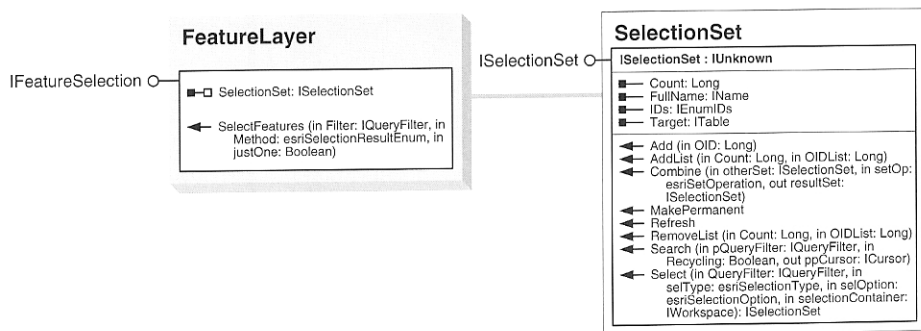 FeatureLayer
IFeatureSelection
SelectionSet: ISelectionSet
SelectFeatures (in Filter: IQueryFilter, in
Method: esriSelectionResultEnum, in
justOne: Boolean)
SelectionSet
ISelectionSet
ISelectionSet : IUnknown
Count: Long
FullName: IName
IDs: IEnumIDs
Target: ITable
Add (in OID: Long)
AddList (in Count: Long, in OIDList: Long)
Combine (in otherSet: ISelectionSet, in setOp:
esriSetOperation, out resultSet:
ISelectionSet)
MakePermanent
Refresh
RemoveList (in Count: Long, in OIDList: Long)
Search (in pQueryFilter: IQueryFilter, in
Recycling: Boolean, out ppCursor: ICursor)
Select (in QueryFilter: IQueryFilter, in
selType: esriSelectionType, in selOption:
esriSelectionOption, in selectionContainer:
IWorkspace): ISelectionSet